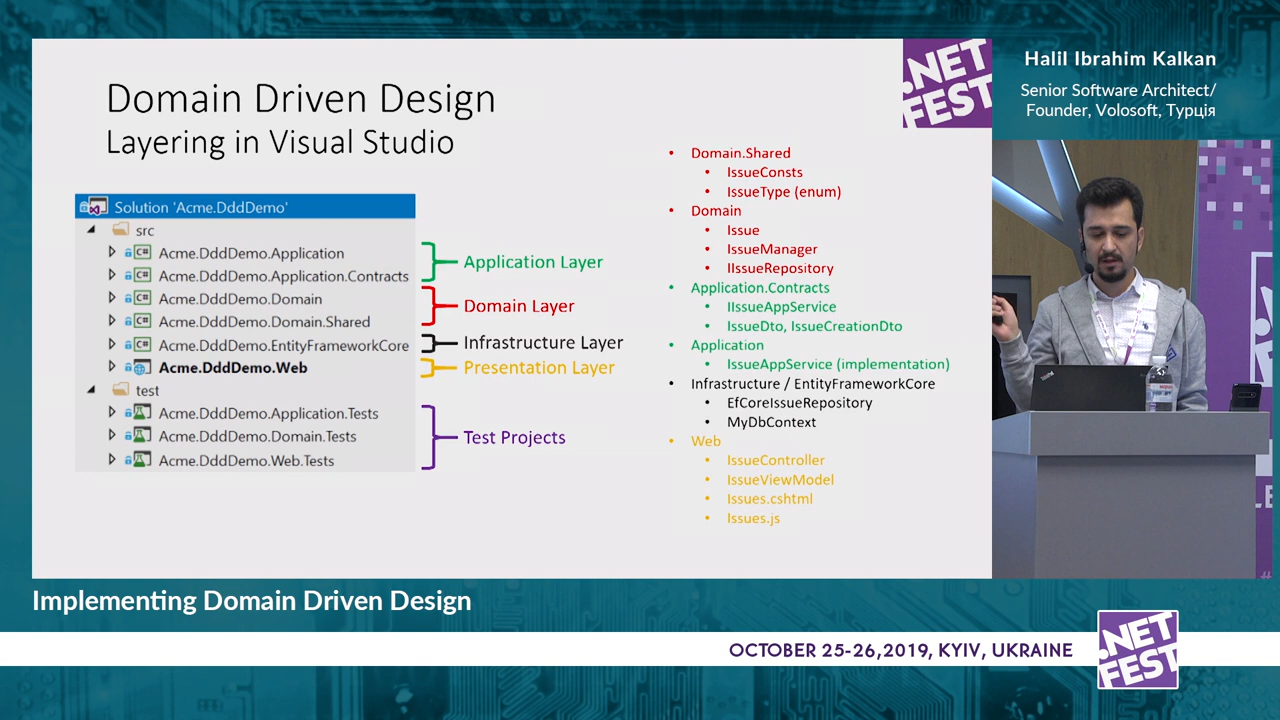 Domain Driven Design
Layering in Visual Studio
.NET
FEST
Solution 'Acme.DddDemo'
src
Acme.DddDemo.Application
Acme.DddDemo.Application.Contracts
Acme.DddDemo.Domain
Acme.DddDemo.Domain.Shared
Acme.DddDemo.EntityFrameworkCore
Acme.DddDemo.Web
test
Acme.DddDemo.Application.Tests
Acme.DddDemo.Domain.Tests
Acme.DddDemo.Web.Tests
Application Layer
Domain Layer
Infrastructure Layer
Presentation Layer
Test Projects
• Domain.Shared
• IssueConsts
• IssueType (enum)
• Domain
• Issue
• IssueManager
• IIssueRepository
• Application.Contracts
• IIssueAppService
• IssueDto, IssueCreationDto
• Application
• IssueAppService (implementation)
• Infrastructure / EntityFrameworkCore
• EfCoreIssueRepository
• MyDbContext
• Web
• IssueController
• IssueViewModel
• Issues.cshtml
• Issues.js
Halil Ibrahim Kalkan
Senior Software Architect/
Founder, Volosoft, Турція
Implementing Domain Driven Design
OCTOBER 25-26,2019, KYIV, UKRAINE
.NET
FEST